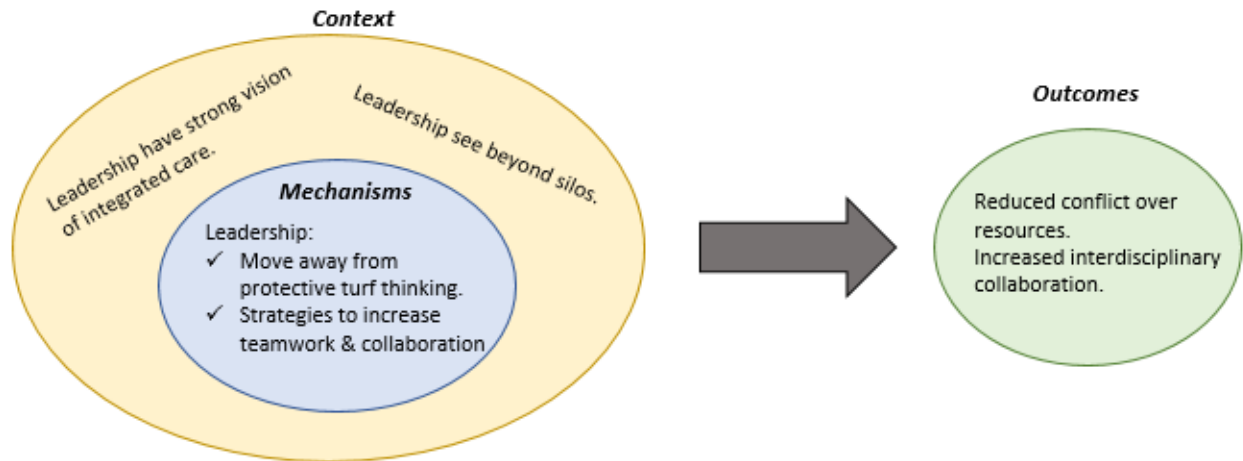 Context
Leadership have strong vision
of integrated care.
Leadership see beyond silos.
Mechanisms
Leadership:
✓ Move away from
protective turf thinking.
✓ Strategies to increase
teamwork & collaboration
Outcomes
Reduced conflict over
resources.
Increased interdisciplinary
collaboration.